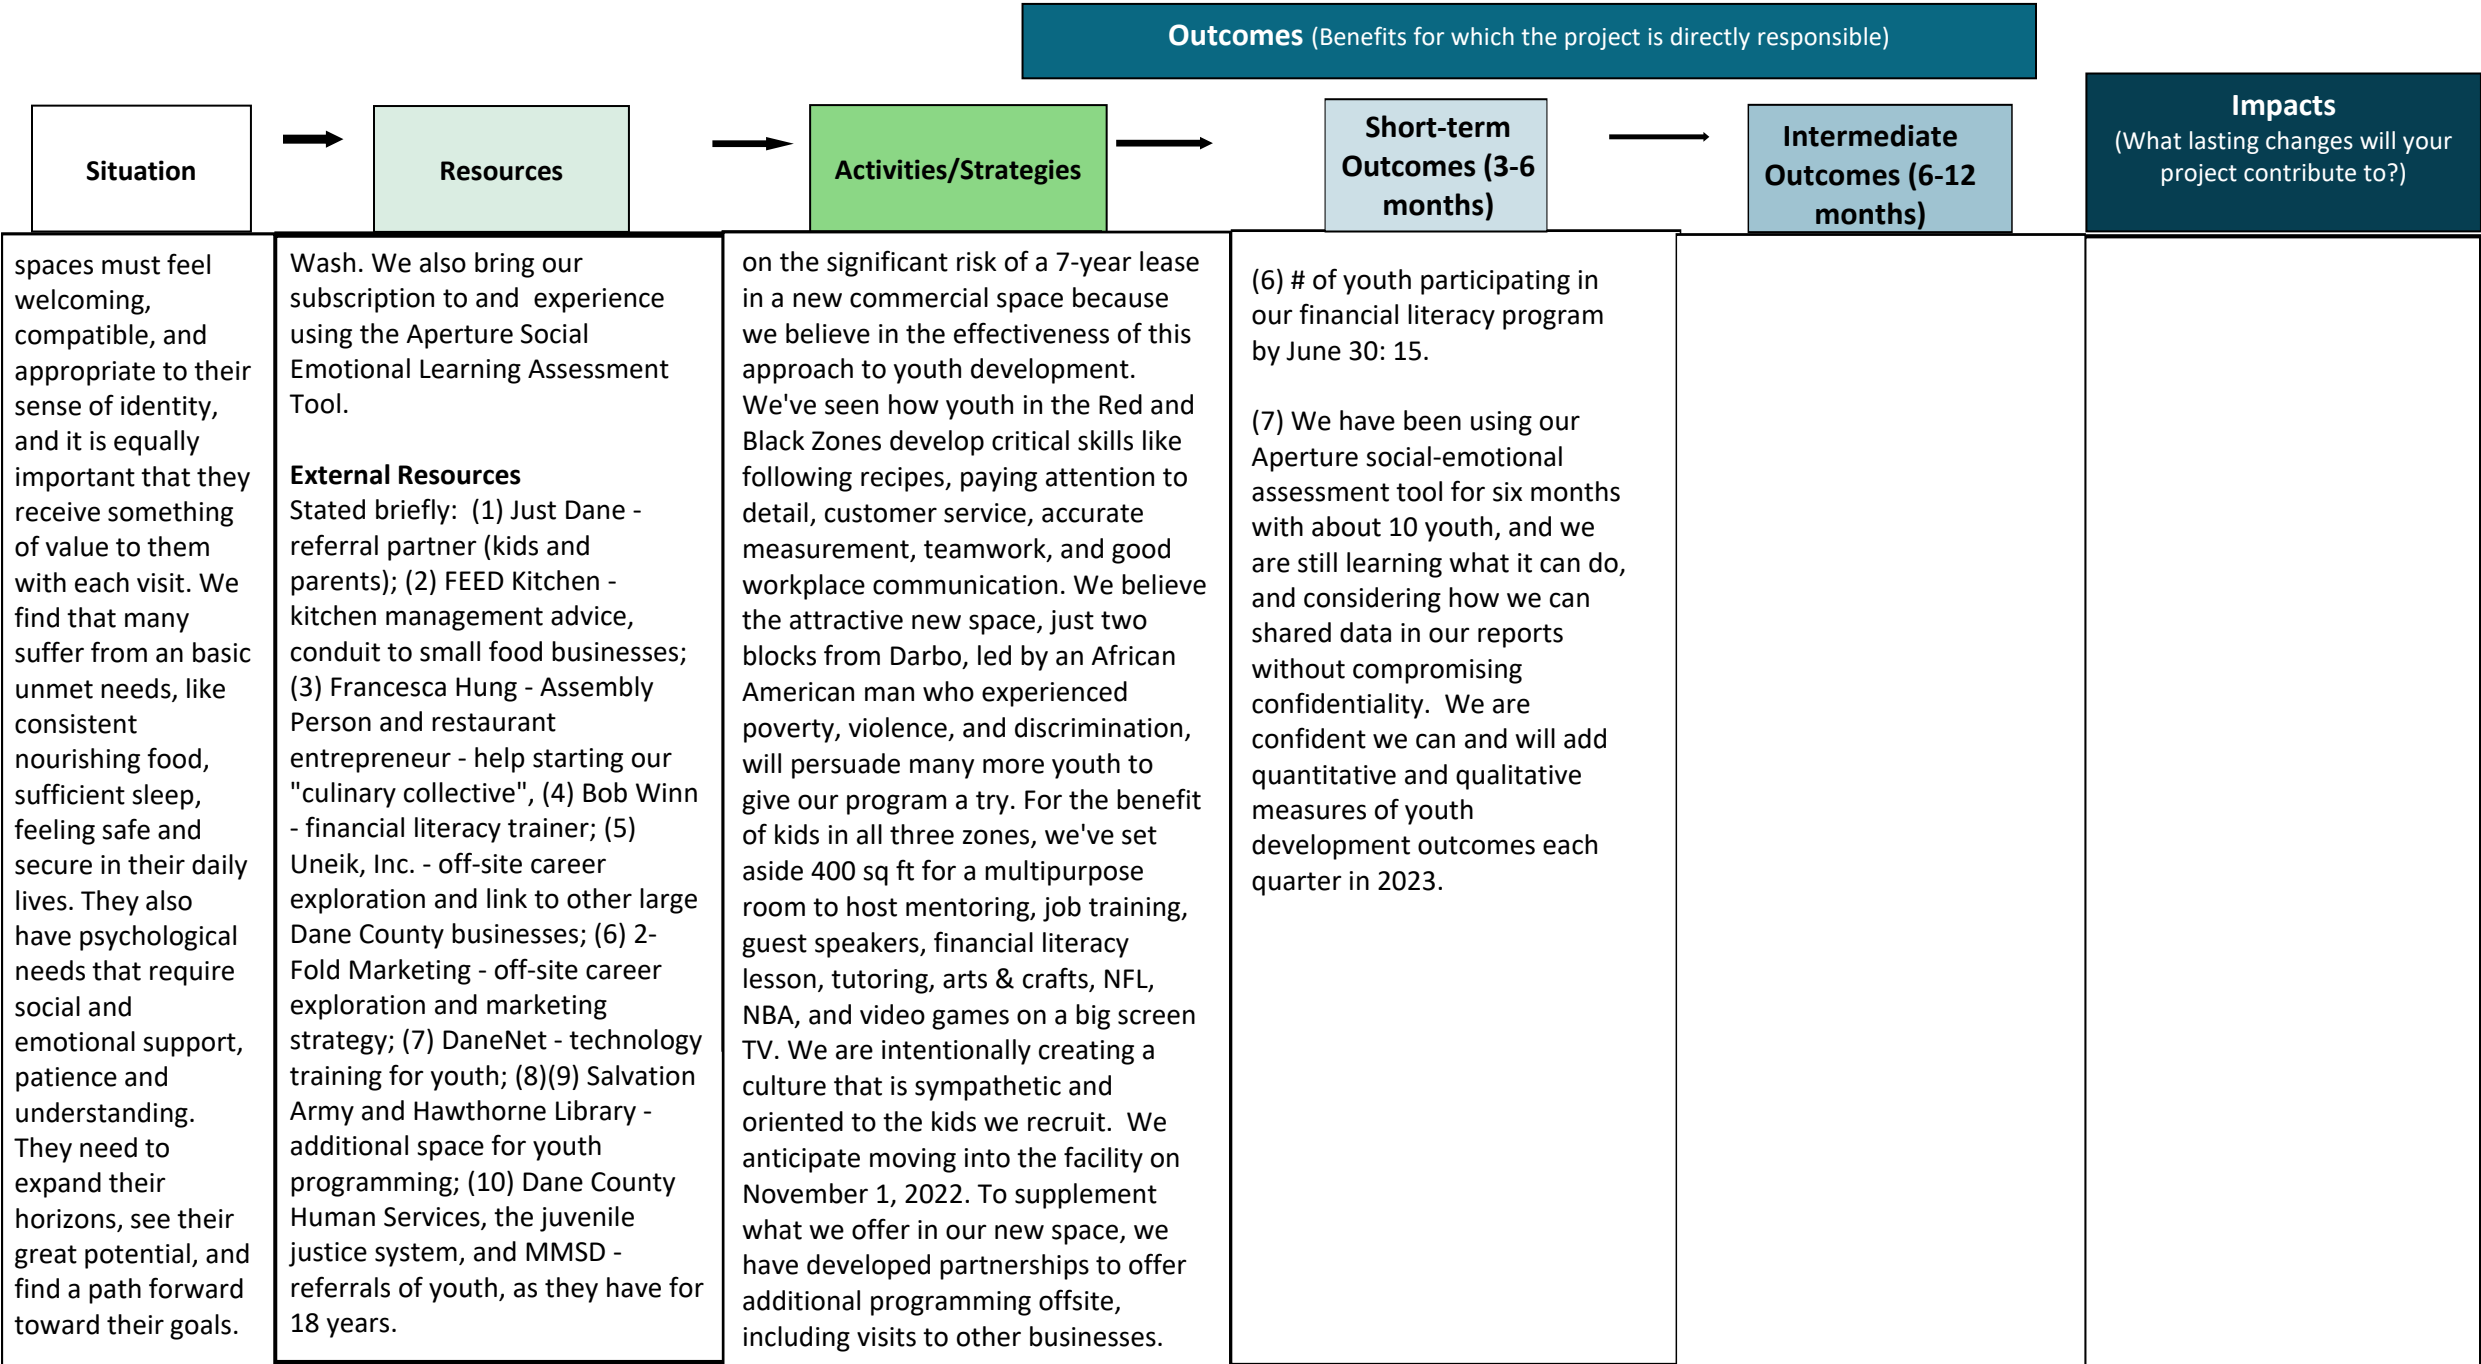 Outcomes (Benefits for which the project is directly responsible)
Situation
Resources
Activities/Strategies
Short-term
Outcomes (3-6
months)
Intermediate
Outcomes (6-12
months)
Impacts
(What lasting changes will your
project contribute to?)
spaces must feel
welcoming,
compatible, and
appropriate to their
sense of identity,
and it is equally
important that they
receive something
of value to them
with each visit. We
find that many
suffer from an basic
unmet needs, like
consistent
nourishing food,
sufficient sleep,
feeling safe and
secure in their daily
lives. They also
have psychological
needs that require
social and
emotional support,
patience and
understanding.
They need to
expand their
horizons, see their
great potential, and
find a path forward
toward their goals.
Wash. We also bring our
subscription to and  experience
using the Aperture Social
Emotional Learning Assessment
Tool.
External Resources
Stated briefly:  (1) Just Dane -
referral partner (kids and
parents); (2) FEED Kitchen -
kitchen management advice,
conduit to small food businesses;
(3) Francesca Hung - Assembly
Person and restaurant
entrepreneur - help starting our
"culinary collective", (4) Bob Winn
- financial literacy trainer; (5)
Uneik, Inc. - off-site career
exploration and link to other large
Dane County businesses; (6) 2-
Fold Marketing - off-site career
exploration and marketing
strategy; (7) DaneNet - technology
training for youth; (8)(9) Salvation
Army and Hawthorne Library -
additional space for youth
programming; (10) Dane County
Human Services, the juvenile
justice system, and MMSD -
referrals of youth, as they have for
18 years.
on the significant risk of a 7-year lease
in a new commercial space because
we believe in the effectiveness of this
approach to youth development.
We've seen how youth in the Red and
Black Zones develop critical skills like
following recipes, paying attention to
detail, customer service, accurate
measurement, teamwork, and good
workplace communication. We believe
the attractive new space, just two
blocks from Darbo, led by an African
American man who experienced
poverty, violence, and discrimination,
will persuade many more youth to
give our program a try. For the benefit
of kids in all three zones, we've set
aside 400 sq ft for a multipurpose
room to host mentoring, job training,
guest speakers, financial literacy
lesson, tutoring, arts & crafts, NFL,
NBA, and video games on a big screen
TV. We are intentionally creating a
culture that is sympathetic and
oriented to the kids we recruit.  We
anticipate moving into the facility on
November 1, 2022. To supplement
what we offer in our new space, we
have developed partnerships to offer
additional programming offsite,
including visits to other businesses.
(6) # of youth participating in
our financial literacy program
by June 30: 15.
(7) We have been using our
Aperture social-emotional
assessment tool for six months
with about 10 youth, and we
are still learning what it can do,
and considering how we can
shared data in our reports
without compromising
confidentiality.  We are
confident we can and will add
quantitative and qualitative
measures of youth
development outcomes each
quarter in 2023.